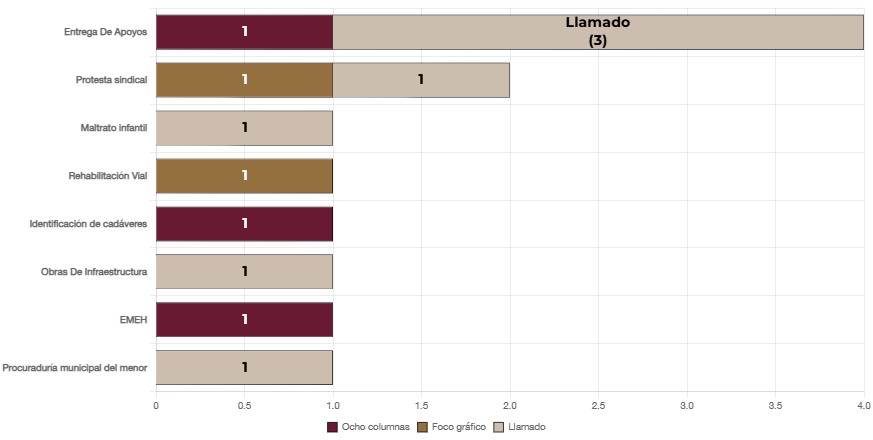 Entrega De Apoyos
1
Llamado
(3)
Protesta sindical
1
1
Maltrato infantil
1
Rehabilitación Vial
1
Identificación de cadáveres
1
Obras De Infraestructura
1
EMEH
1
Procuraduría municipal del menor
1
0 0.5 1.0 1.5 2.0 2.5 3.0 3.5 4.0
Ocho columnas Foco gráfico Llamado